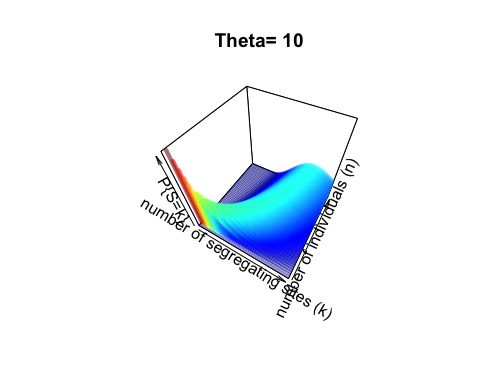 Theta= 10
P{S=k}
number of segregating sites (k)
number of individuals (n)